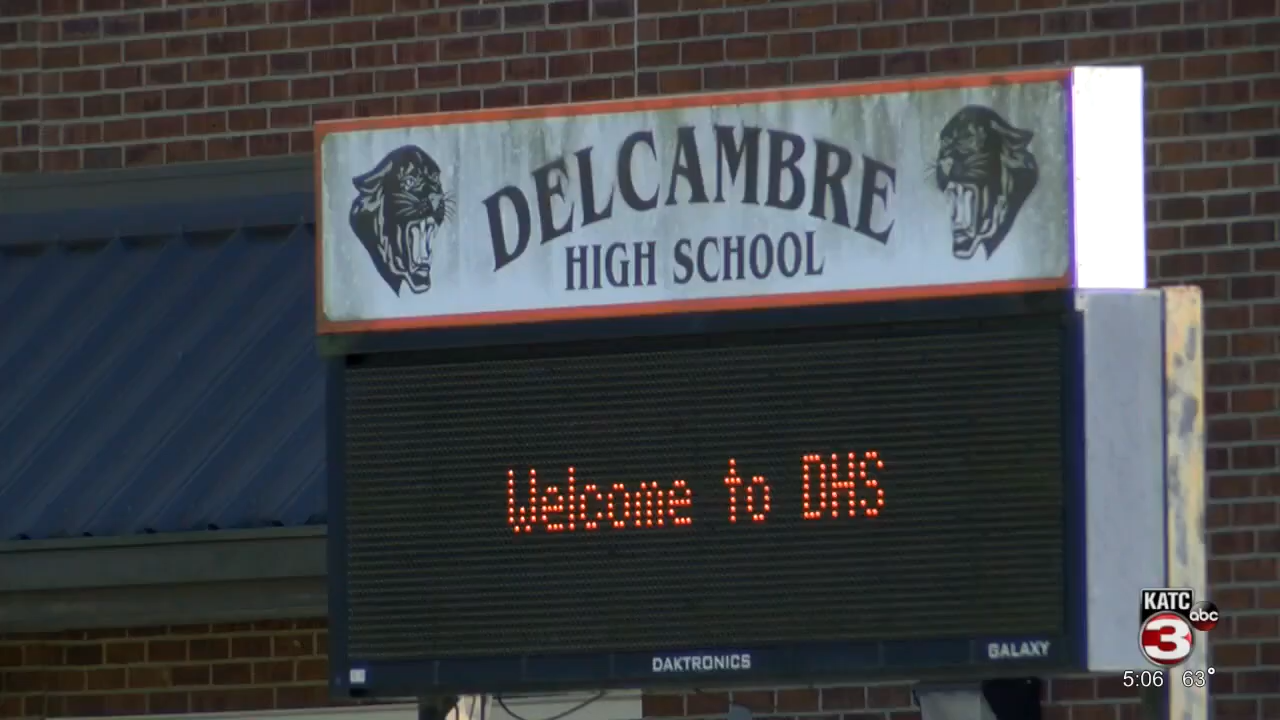 DELCAMBRE
HIGH SCHOOL
Welcome to DHS
DAKTRONICS
GALAXY
KATC
abc
3
5:06 63°